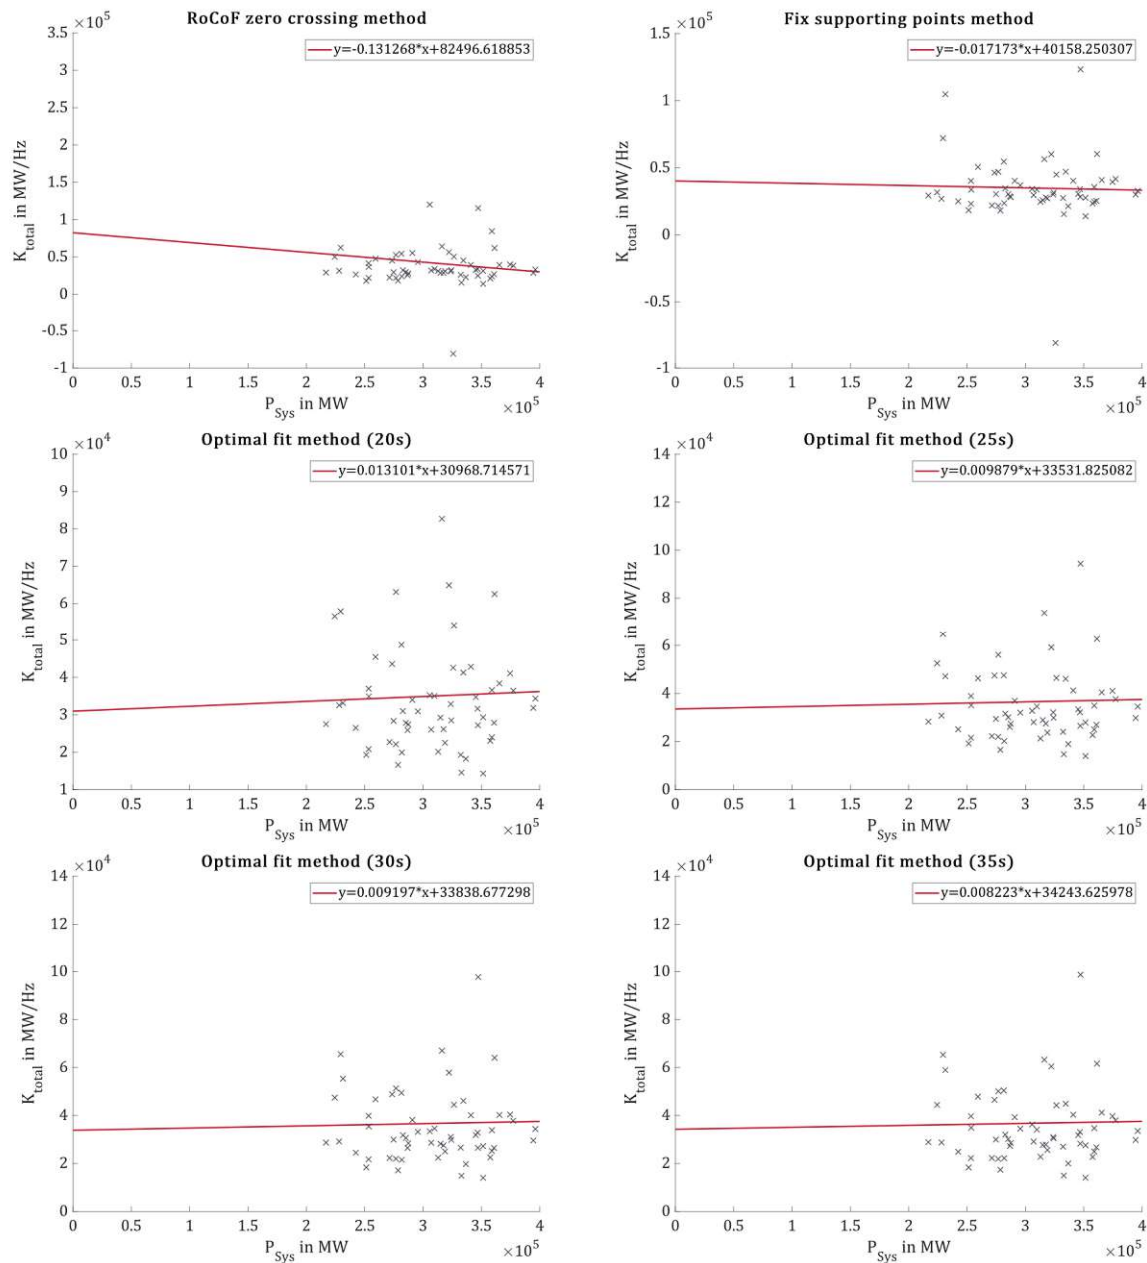 RoCoF zero crossing method
×10^5
3.5
3
2.5
2
1.5
1
0.5
0
-0.5
-1
K_total in MW/Hz
y=-0.131268*x+82496.618853
0 0.5 1 1.5 2 2.5 3 3.5 4
P_Sys in MW
×10^5
Fix supporting points method
×10^5
1.5
1
0.5
0
-0.5
-1
K_total in MW/Hz
y=-0.017173*x+40158.250307
0 0.5 1 1.5 2 2.5 3 3.5 4
P_Sys in MW
×10^5
Optimal fit method (20s)
×10^4
10
9
8
7
6
5
4
3
2
1
K_total in MW/Hz
y=0.013101*x+30968.714571
0 0.5 1 1.5 2 2.5 3 3.5 4
P_Sys in MW
×10^5
Optimal fit method (25s)
×10^4
14
12
10
8
6
4
2
0
K_total in MW/Hz
y=0.009879*x+33531.825082
0 0.5 1 1.5 2 2.5 3 3.5 4
P_Sys in MW
×10^5
Optimal fit method (30s)
×10^4
14
12
10
8
6
4
2
0
K_total in MW/Hz
y=0.009197*x+33838.677298
0 0.5 1 1.5 2 2.5 3 3.5 4
P_Sys in MW
×10^5
Optimal fit method (35s)
×10^4
14
12
10
8
6
4
2
0
K_total in MW/Hz
y=0.008223*x+34243.625978
0 0.5 1 1.5 2 2.5 3 3.5 4
P_Sys in MW
×10^5